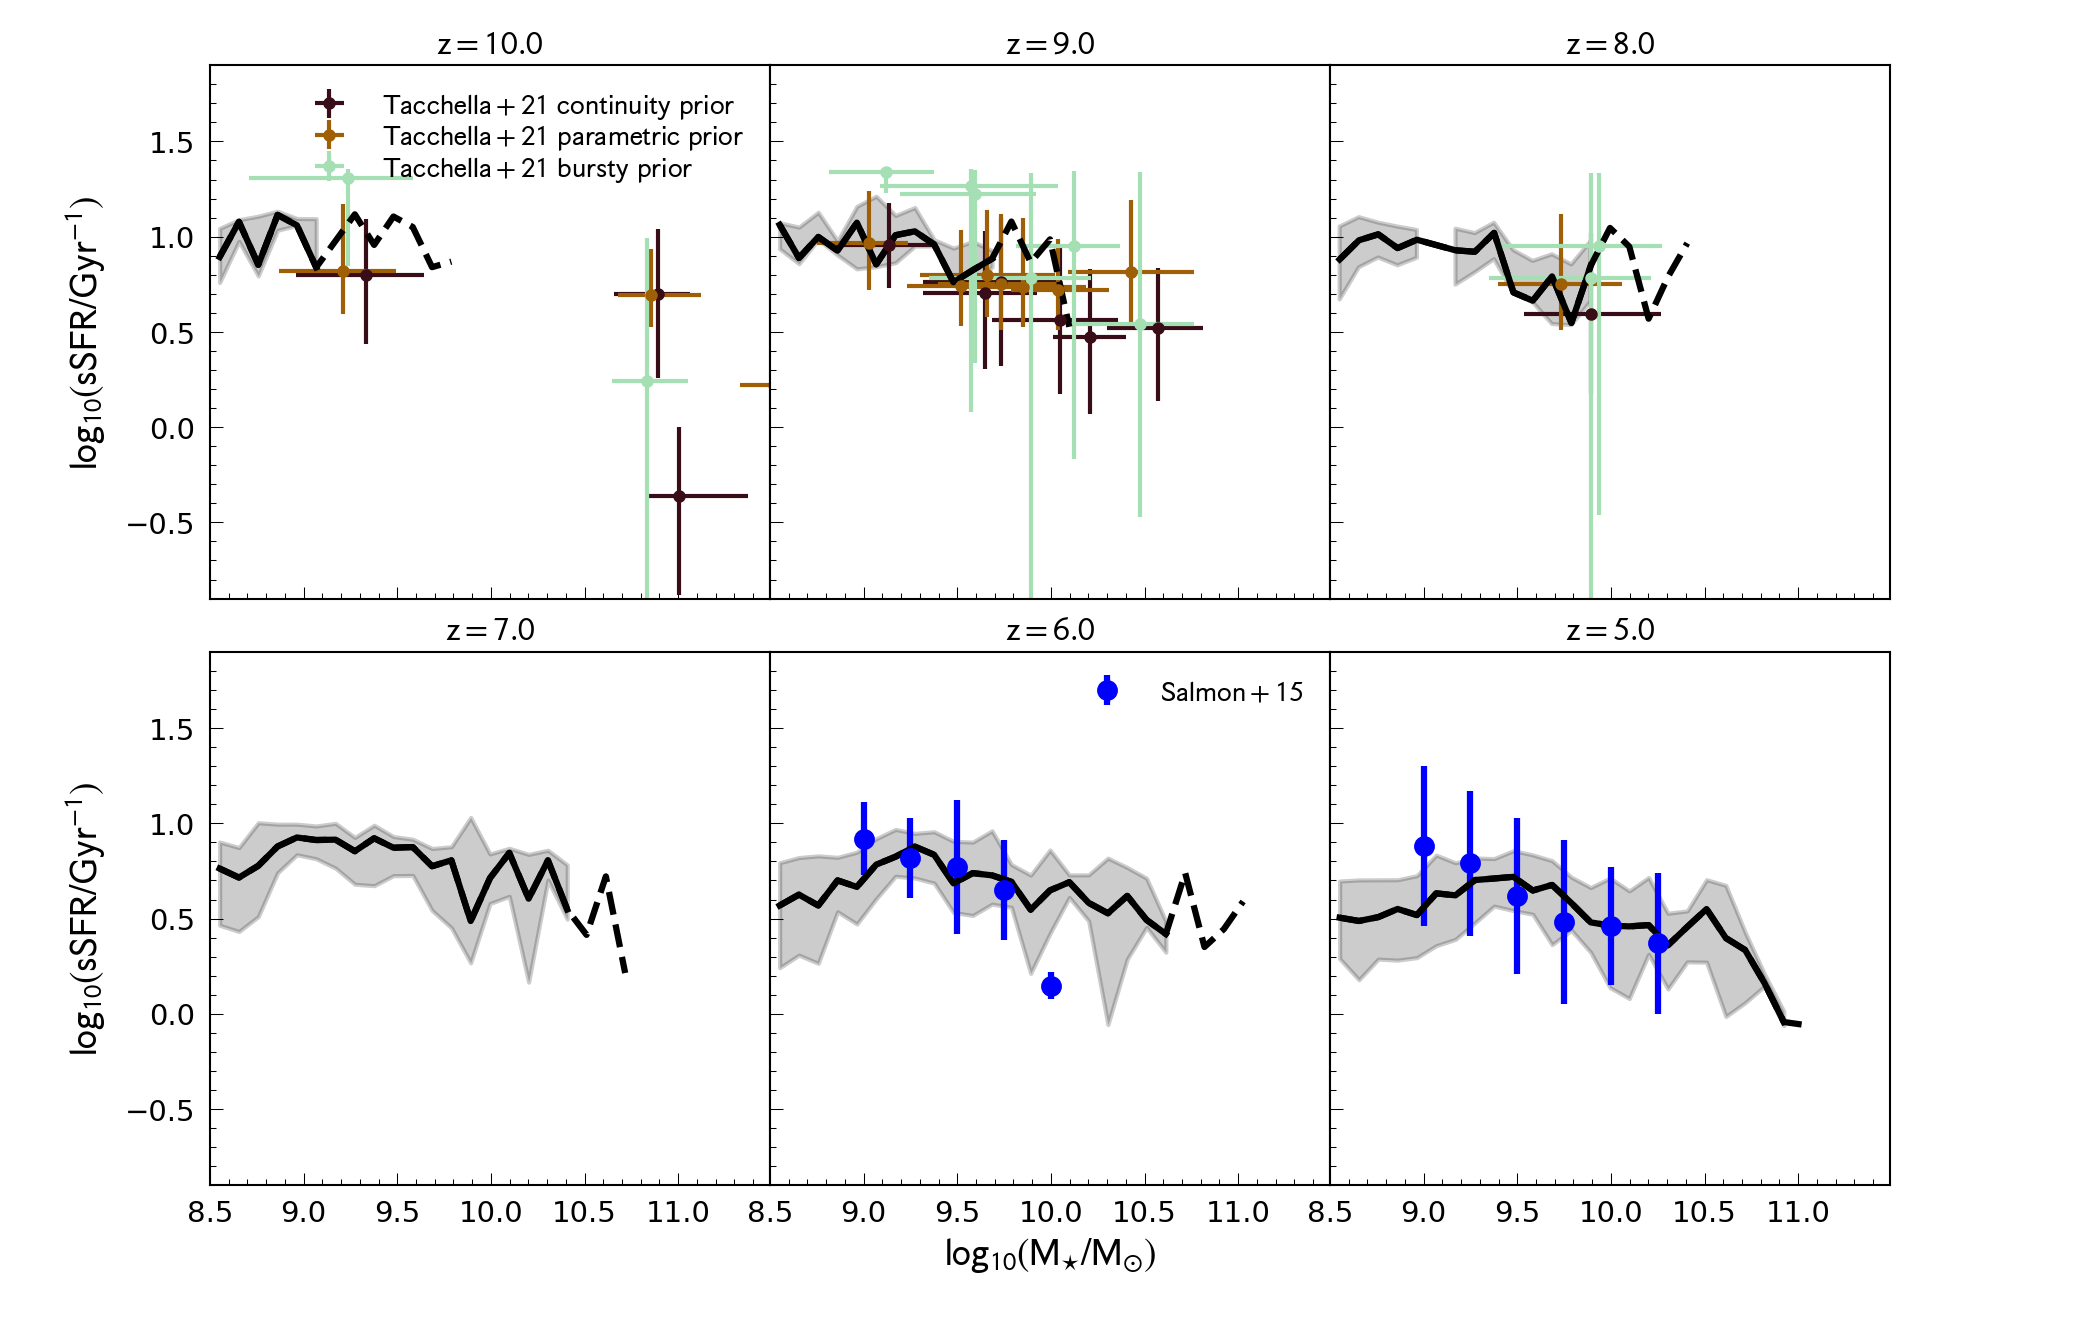 z=10.0 z=9.0 z=8.0
Tacchella+21 continuity prior
Tacchella+21 parametric prior
Tacchella+21 bursty prior
log₁₀(sSFR/Gyr⁻¹)
1.5
1.0
0.5
0.0
−0.5
z=7.0 z=6.0 z=5.0
Salmon+15
log₁₀(sSFR/Gyr⁻¹)
1.5
1.0
0.5
0.0
−0.5
8.5 9.0 9.5 10.0 10.5 11.0 8.5 9.0 9.5 10.0 10.5 11.0 8.5 9.0 9.5 10.0 10.5 11.0
log₁₀(M⋆/M⊙)